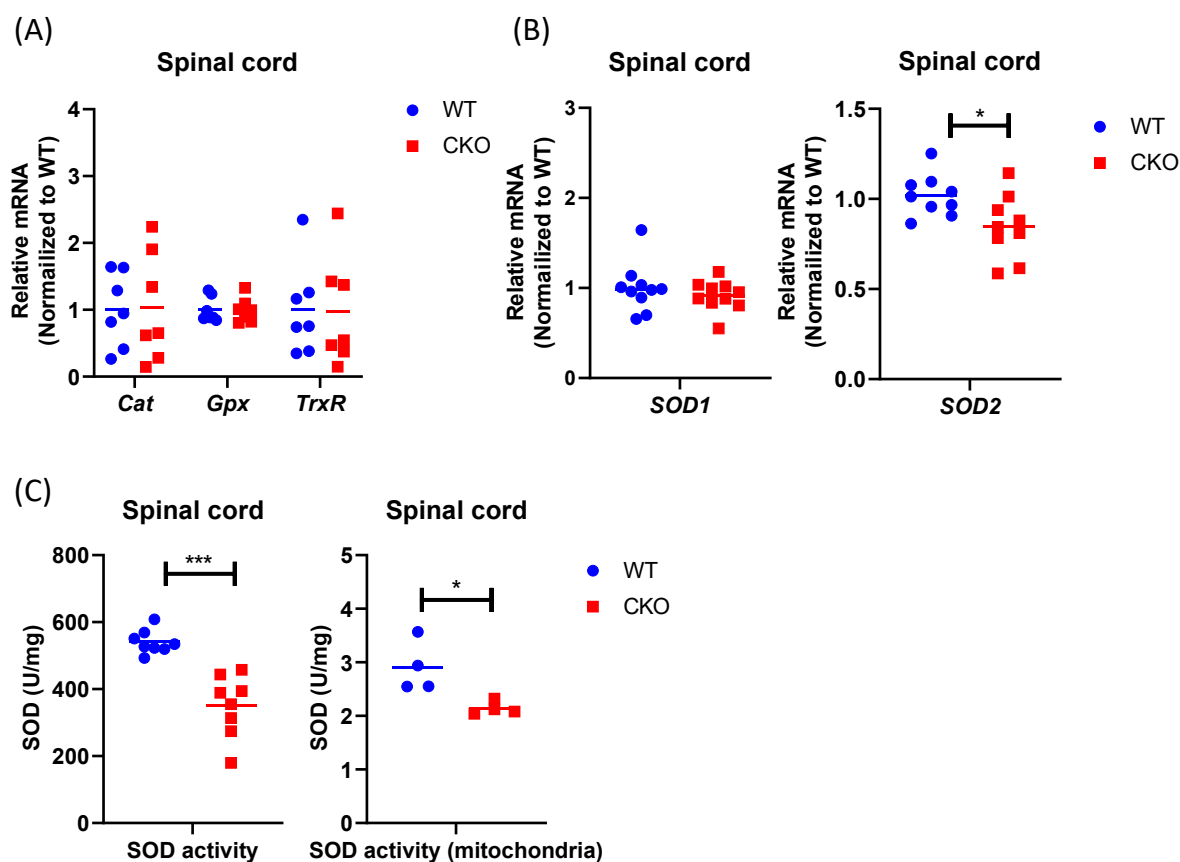 (A)
Spinal cord
Relative mRNA
(Normailized to WT)
4
3
2
1
0
Cat Gpx TrxR
WT
CKO
(B)
Spinal cord
Relative mRNA
(Normailized to WT)
3
2
1
0
SOD1
Spinal cord
Relative mRNA
(Normailized to WT)
1.5
1.0
0.5
0.0
*
SOD2
WT
CKO
(C)
Spinal cord
SOD (U/mg)
800
600
400
200
0
***
SOD activity
Spinal cord
SOD (U/mg)
5
4
3
2
1
0
*
SOD activity (mitochondria)
WT
CKO